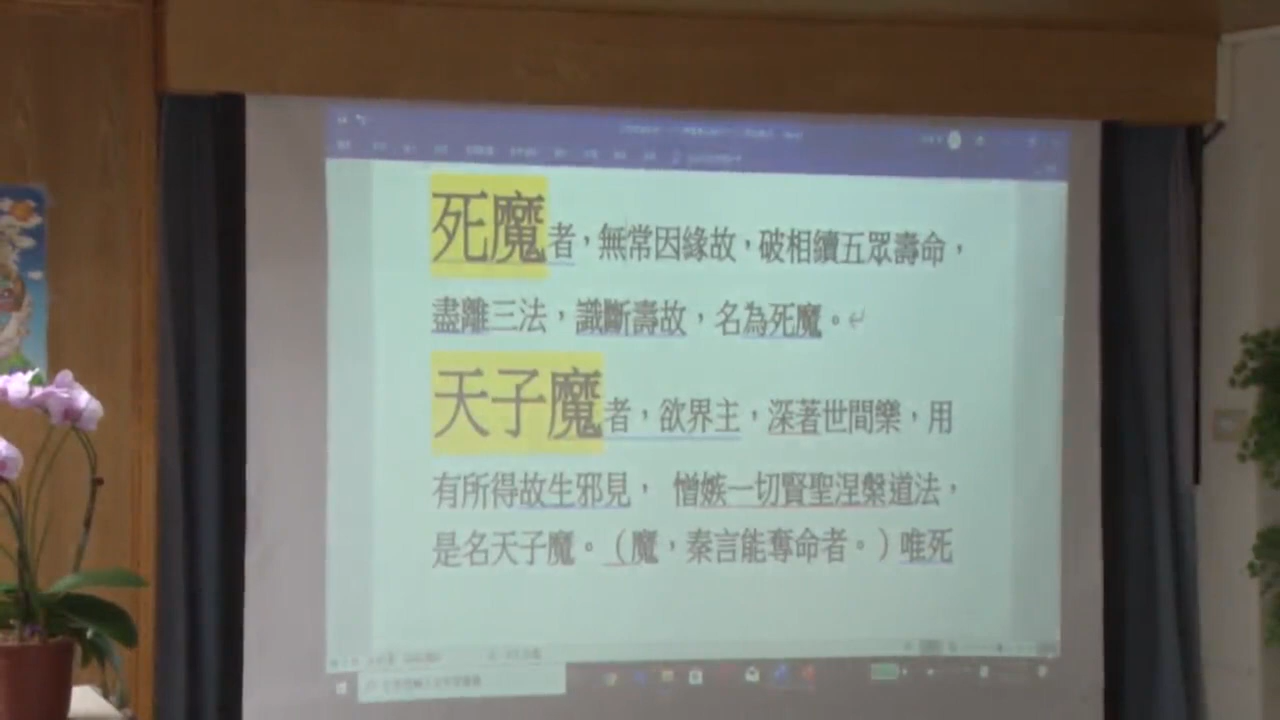 死魔者，無常因緣故，破相續五眾壽命，
盡離三法，識斷壽故，名為死魔。
天子魔者，欲界主，深著世間樂，用
有所得故生邪見， 憎嫉一切賢聖涅槃道法，
是名天子魔。（魔，秦言能奪命者。）唯死